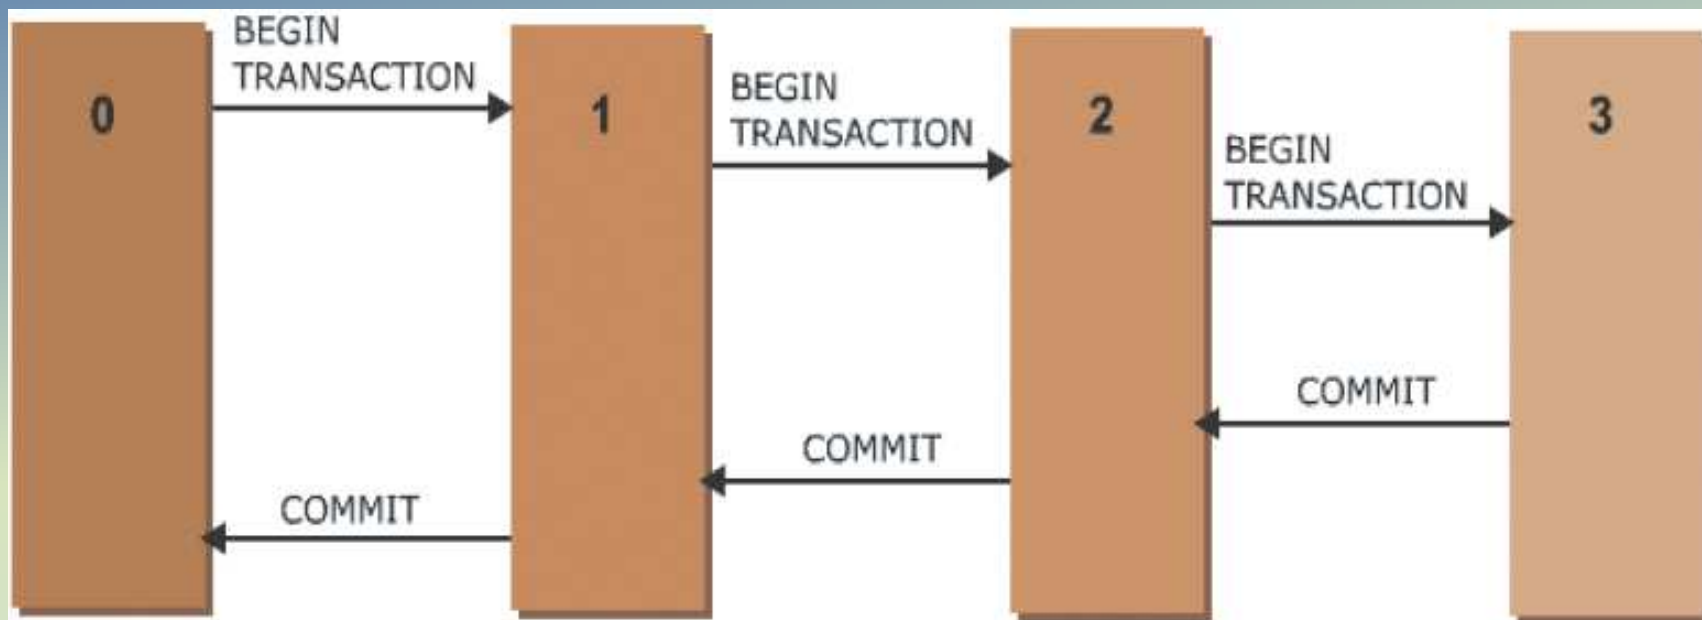 BEGIN
TRANSACTION
0
1
BEGIN
TRANSACTION
2
BEGIN
TRANSACTION
3
COMMIT
COMMIT
COMMIT